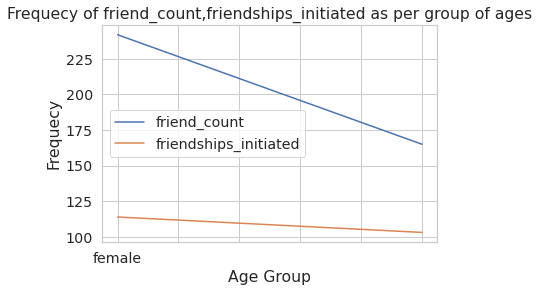 Frequecy of friend_count,friendships_initiated as per group of ages
225
200
175
150
125
100
Frequecy
friend_count
friendships_initiated
female
Age Group